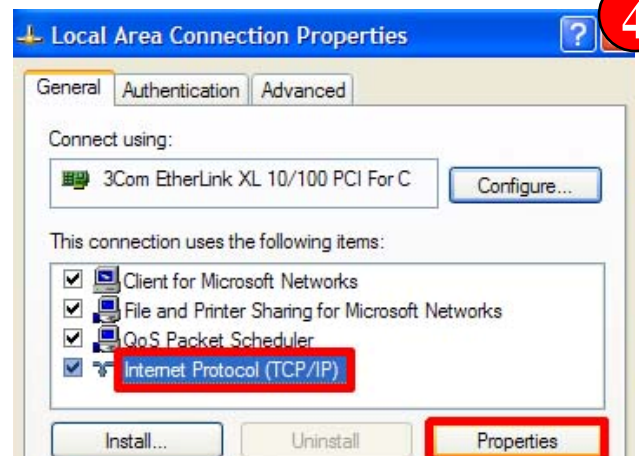 4
Local Area Connection Properties
?
General Authentication Advanced
Connect using:
3Com EtherLink XL 10/100 PCI For C Configure...
This connection uses the following items:
Client for Microsoft Networks
File and Printer Sharing for Microsoft Networks
QoS Packet Scheduler
Internet Protocol (TCP/IP)
Install... Uninstall Properties